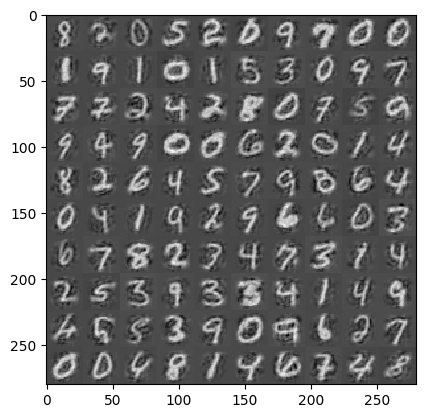 0
8 2 0 5 2 0 9 7 0 0
50
1 9 1 0 1 5 3 0 9 7
7 7 2 4 2 8 0 7 5 9
100
9 4 9 0 0 6 2 0 1 4
8 2 6 4 5 7 9 6 4
150
0 4 1 9 2 9 6 6 0 3
6 7 8 2 7 4 7 3 1 4
200
2 5 3 9 3 3 4 1 4 9
4 5 5 3 9 0 9 6 2 7
250
0 0 4 8 1 4 6 7 4 8
0 50 100 150 200 250